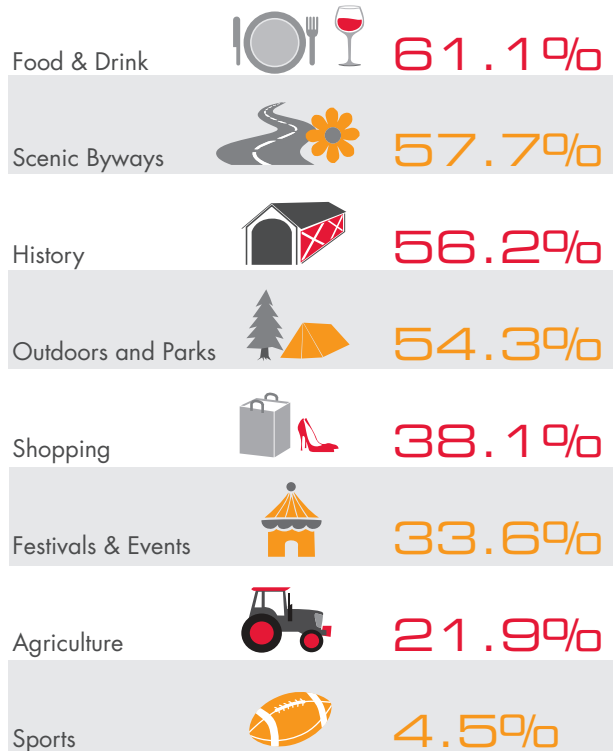 Food & Drink 61.1%
Scenic Byways 57.7%
History 56.2%
Outdoors and Parks 54.3%
Shopping 38.1%
Festivals & Events 33.6%
Agriculture 21.9%
Sports 4.5%